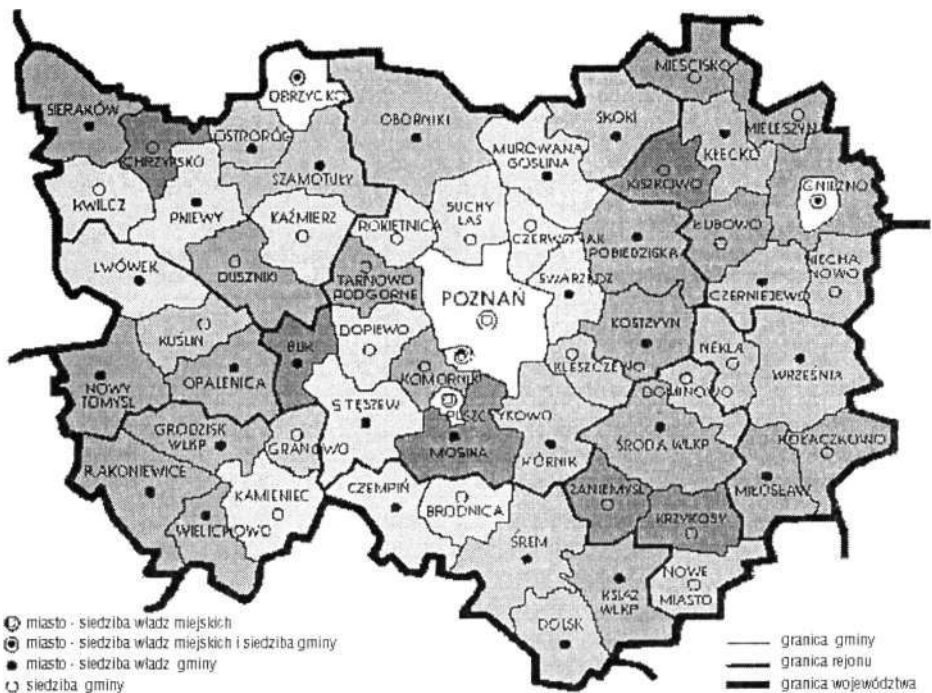 MIEŚCISKO
SIERAKÓW
OBRZYCKO
OBORNIKI
SKOKI
MIELESZYN
OSTRORÓG
CHRZYPSKO
MUROWANA
GOŚLINA
KŁECKO
SZAMOTUŁY
KISZKOWO
GNIEZNO
KWILCZ
PNIEWY
KAŹMIERZ
SUCHY
LAS
ROKIETNICA
CZERWONAK
ŁUBOWO
POBIEDZISKA
LWÓWEK
DUSZNIKI
TARNOWO
PODGÓRNE
SWARZĘDZ
NIECHA
NOWO
CZERNIEJEWO
POZNAŃ
KUŚLIN
BUK
DOPIEWO
KOSTRZYN
NEKLA
KLESZCZEWO
WRZEŚNIA
NOWY
TOMYŚL
OPALENICA
KOMORNIKI
DOMINOWO
STĘSZEW
PUSZCZYKOWO
GRODZISK
WLKP
GRANOWO
MOSINA
KÓRNIK
ŚRODA WLKP
KOŁACZKOWO
RAKONIEWICE
KAMIENIEC
CZEMPIŃ
BRODNICA
ZANIEMYŚL
MIŁOSŁAW
WIELICHOWO
KRZYKOSY
ŚREM
NOWE
MIASTO
KSIĄŻ
WLKP
DOLSK
miasto - siedziba władz miejskich
miasto - siedziba władz miejskich i siedziba gminy
miasto - siedziba władz gminy
siedziba gminy
granica gminy
granica rejonu
granica województwa